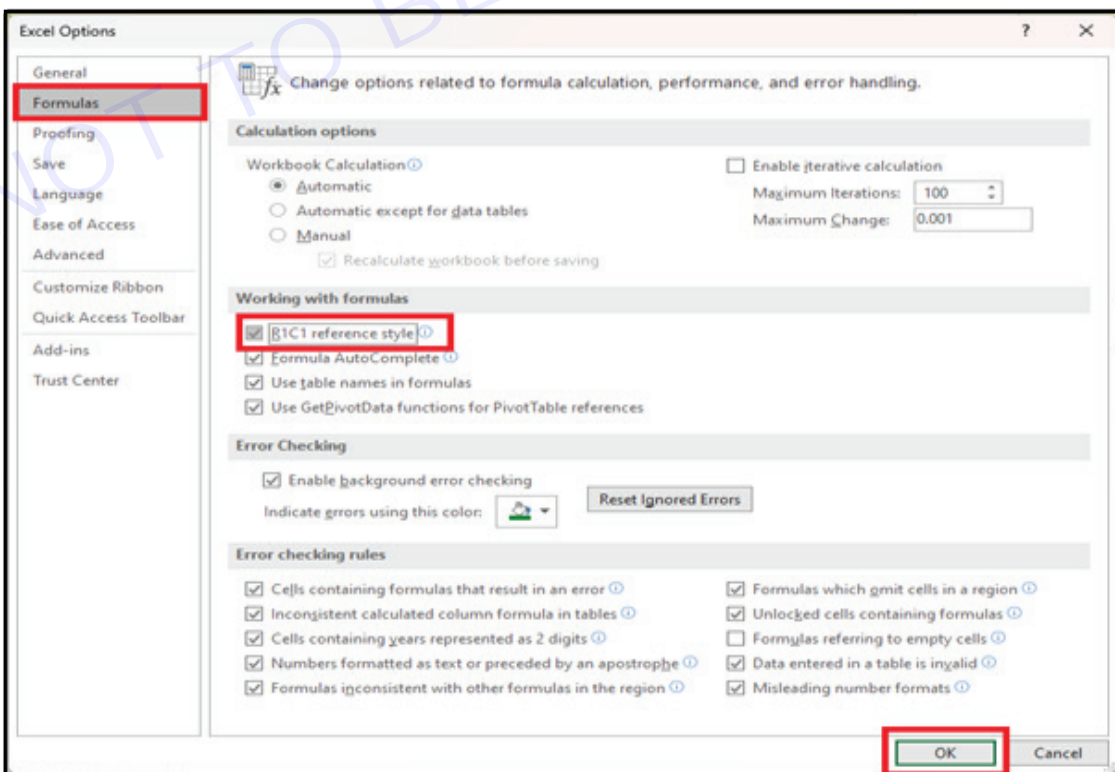 NOT TO BE
Excel Options
?
General
Formulas
Proofing
Save
Language
Ease of Access
Advanced
Customize Ribbon
Quick Access Toolbar
Add-ins
Trust Center
fx Change options related to formula calculation, performance, and error handling.
Calculation options
Workbook Calculation
Automatic
Automatic except for data tables
Manual
Recalculate workbook before saving
Enable iterative calculation
Maximum Iterations: 100
Maximum Change: 0.001
Working with formulas
R1C1 reference style
Formula AutoComplete
Use table names in formulas
Use GetPivotData functions for PivotTable references
Error Checking
Enable background error checking
Indicate errors using this color:
Reset Ignored Errors
Error checking rules
Cells containing formulas that result in an error
Inconsistent calculated column formula in tables
Cells containing years represented as 2 digits
Numbers formatted as text or preceded by an apostrophe
Formulas inconsistent with other formulas in the region
Formulas which omit cells in a region
Unlocked cells containing formulas
Formulas referring to empty cells
Data entered in a table is invalid
Misleading number formats
OK
Cancel